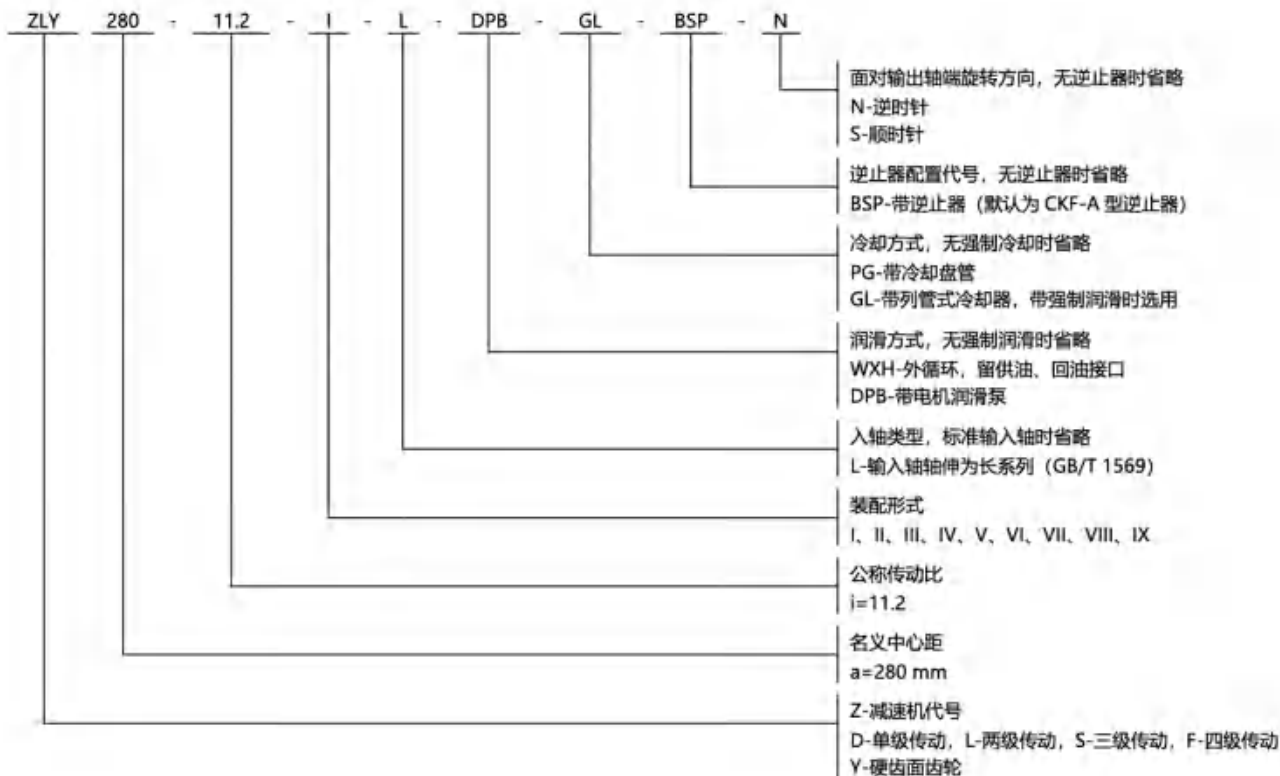 ZLY 280 - 11.2 - I - L - DPB - GL - BSP - N
面对输出轴端旋转方向，无逆止器时省略
N-逆时针
S-顺时针
逆止器配置代号，无逆止器时省略
BSP-带逆止器（默认为 CKF-A 型逆止器）
冷却方式，无强制冷却时省略
PG-带冷却盘管
GL-带列管式冷却器，带强制润滑时选用
润滑方式，无强制润滑时省略
WXH-外循环，留供油、回油接口
DPB-带电机润滑泵
入轴类型，标准输入轴时省略
L-输入轴轴伸为长系列（GB/T 1569）
装配形式
I、II、III、IV、V、VI、VII、VIII、IX
公称传动比
i=11.2
名义中心距
a=280 mm
Z-减速机代号
D-单级传动，L-两级传动，S-三级传动，F-四级传动
Y-硬齿面齿轮